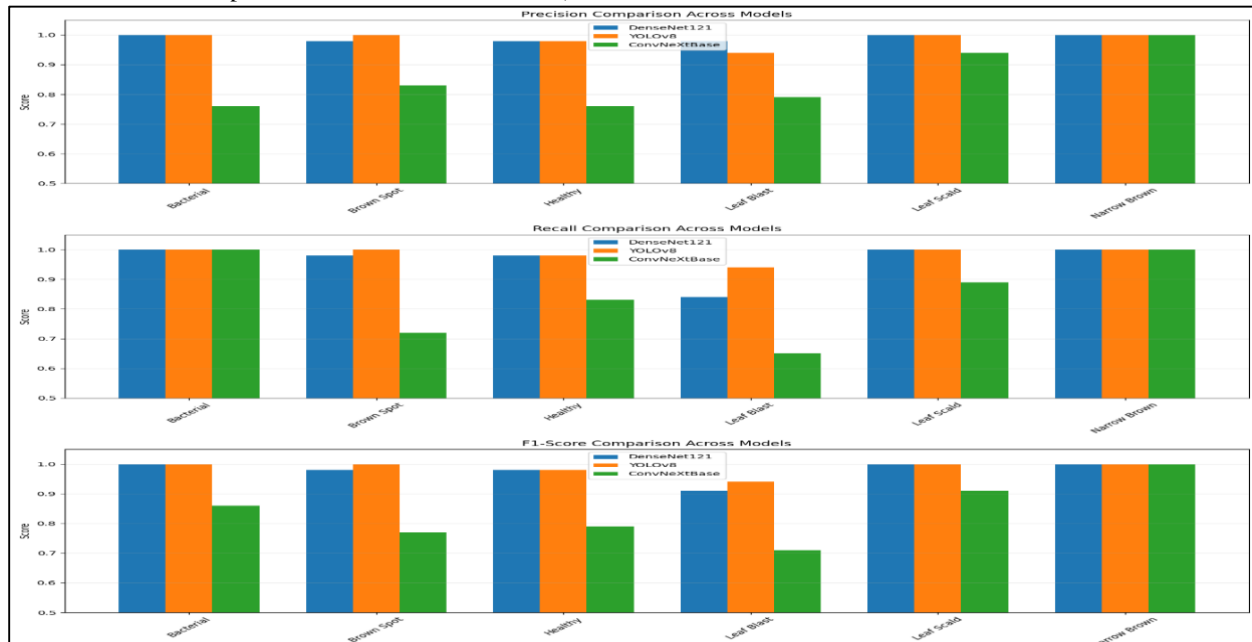 Precision Comparison Across Models
DenseNet121
YOLOv8
ConvNeXtBase
Score
1.0
0.9
0.8
0.7
0.6
0.5
Bacterial
Brown Spot
Healthy
Leaf Blast
Leaf Scald
Narrow Brown
Recall Comparison Across Models
DenseNet121
YOLOv8
ConvNeXtBase
Score
1.0
0.9
0.8
0.7
0.6
0.5
Bacterial
Brown Spot
Healthy
Leaf Blast
Leaf Scald
Narrow Brown
F1-Score Comparison Across Models
DenseNet121
YOLOv8
ConvNeXtBase
Score
1.0
0.9
0.8
0.7
0.6
0.5
Bacterial
Brown Spot
Healthy
Leaf Blast
Leaf Scald
Narrow Brown